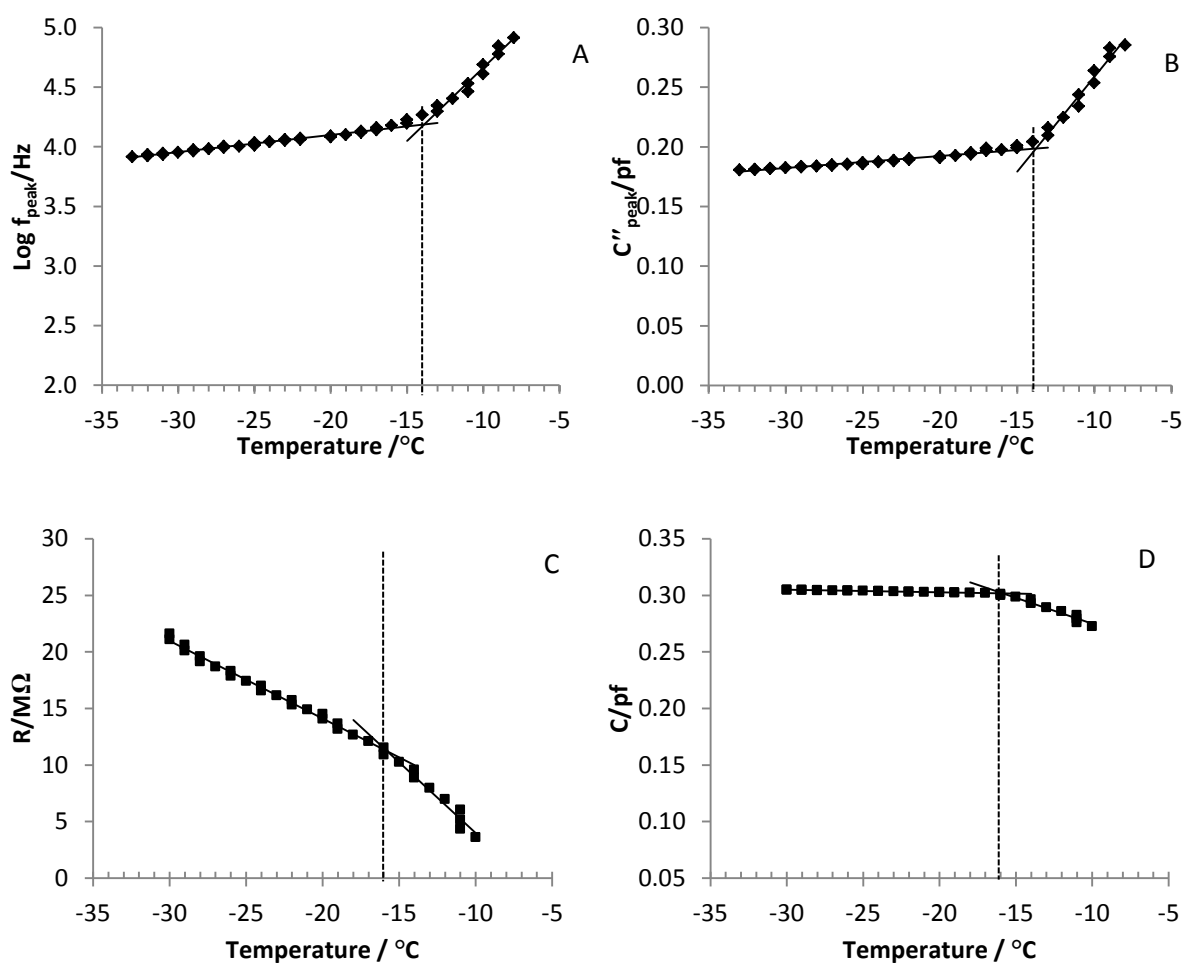 A
Log f peak/Hz
5.0
4.5
4.0
3.5
3.0
2.5
2.0
-35 -30 -25 -20 -15 -10 -5
Temperature /°C
B
C″peak/pf
0.30
0.25
0.20
0.15
0.10
0.05
0.00
-35 -30 -25 -20 -15 -10 -5
Temperature /°C
C
R/MΩ
30
25
20
15
10
5
0
-35 -30 -25 -20 -15 -10 -5
Temperature / °C
D
C/pf
0.35
0.30
0.25
0.20
0.15
0.10
0.05
-35 -30 -25 -20 -15 -10 -5
Temperature / °C